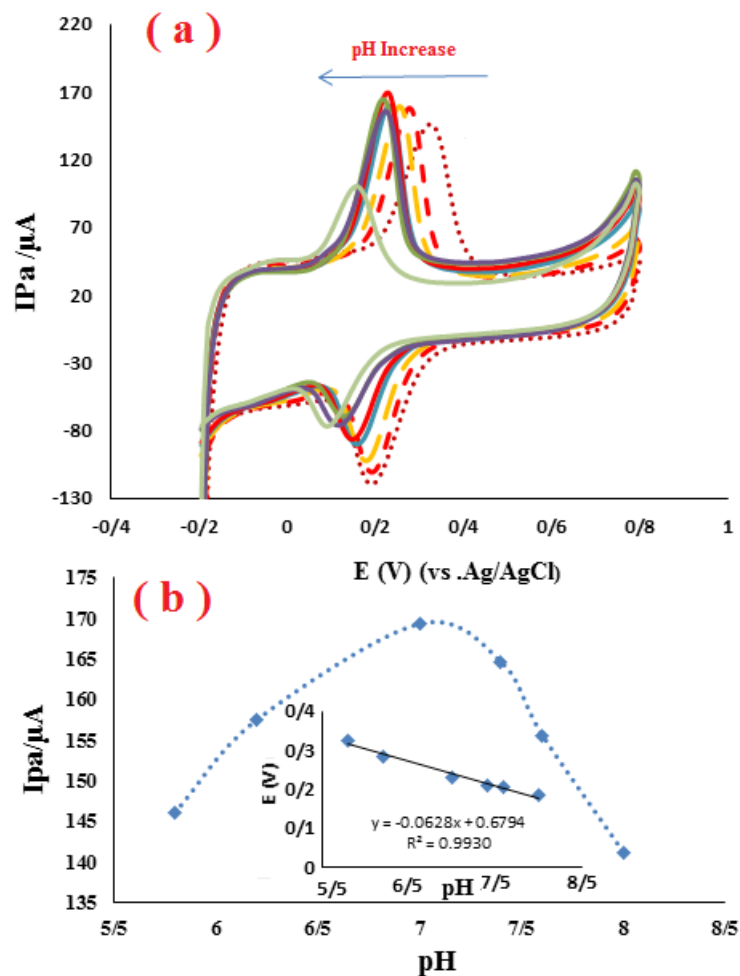 ( a )
pH Increase
220
170
120
70
20
-30
-80
-130
IPa /µA
-0/4 -0/2 0 0/2 0/4 0/6 0/8 1
E (V) (vs .Ag/AgCl)
( b )
175
170
165
160
155
150
145
140
135
Ipa/µA
0/4
0/3
0/2
0/1
0
E (V)
y = -0.0628x + 0.6794
R² = 0.9930
5/5 6/5 7/5 8/5
pH
5/5 6 6/5 7 7/5 8 8/5
pH